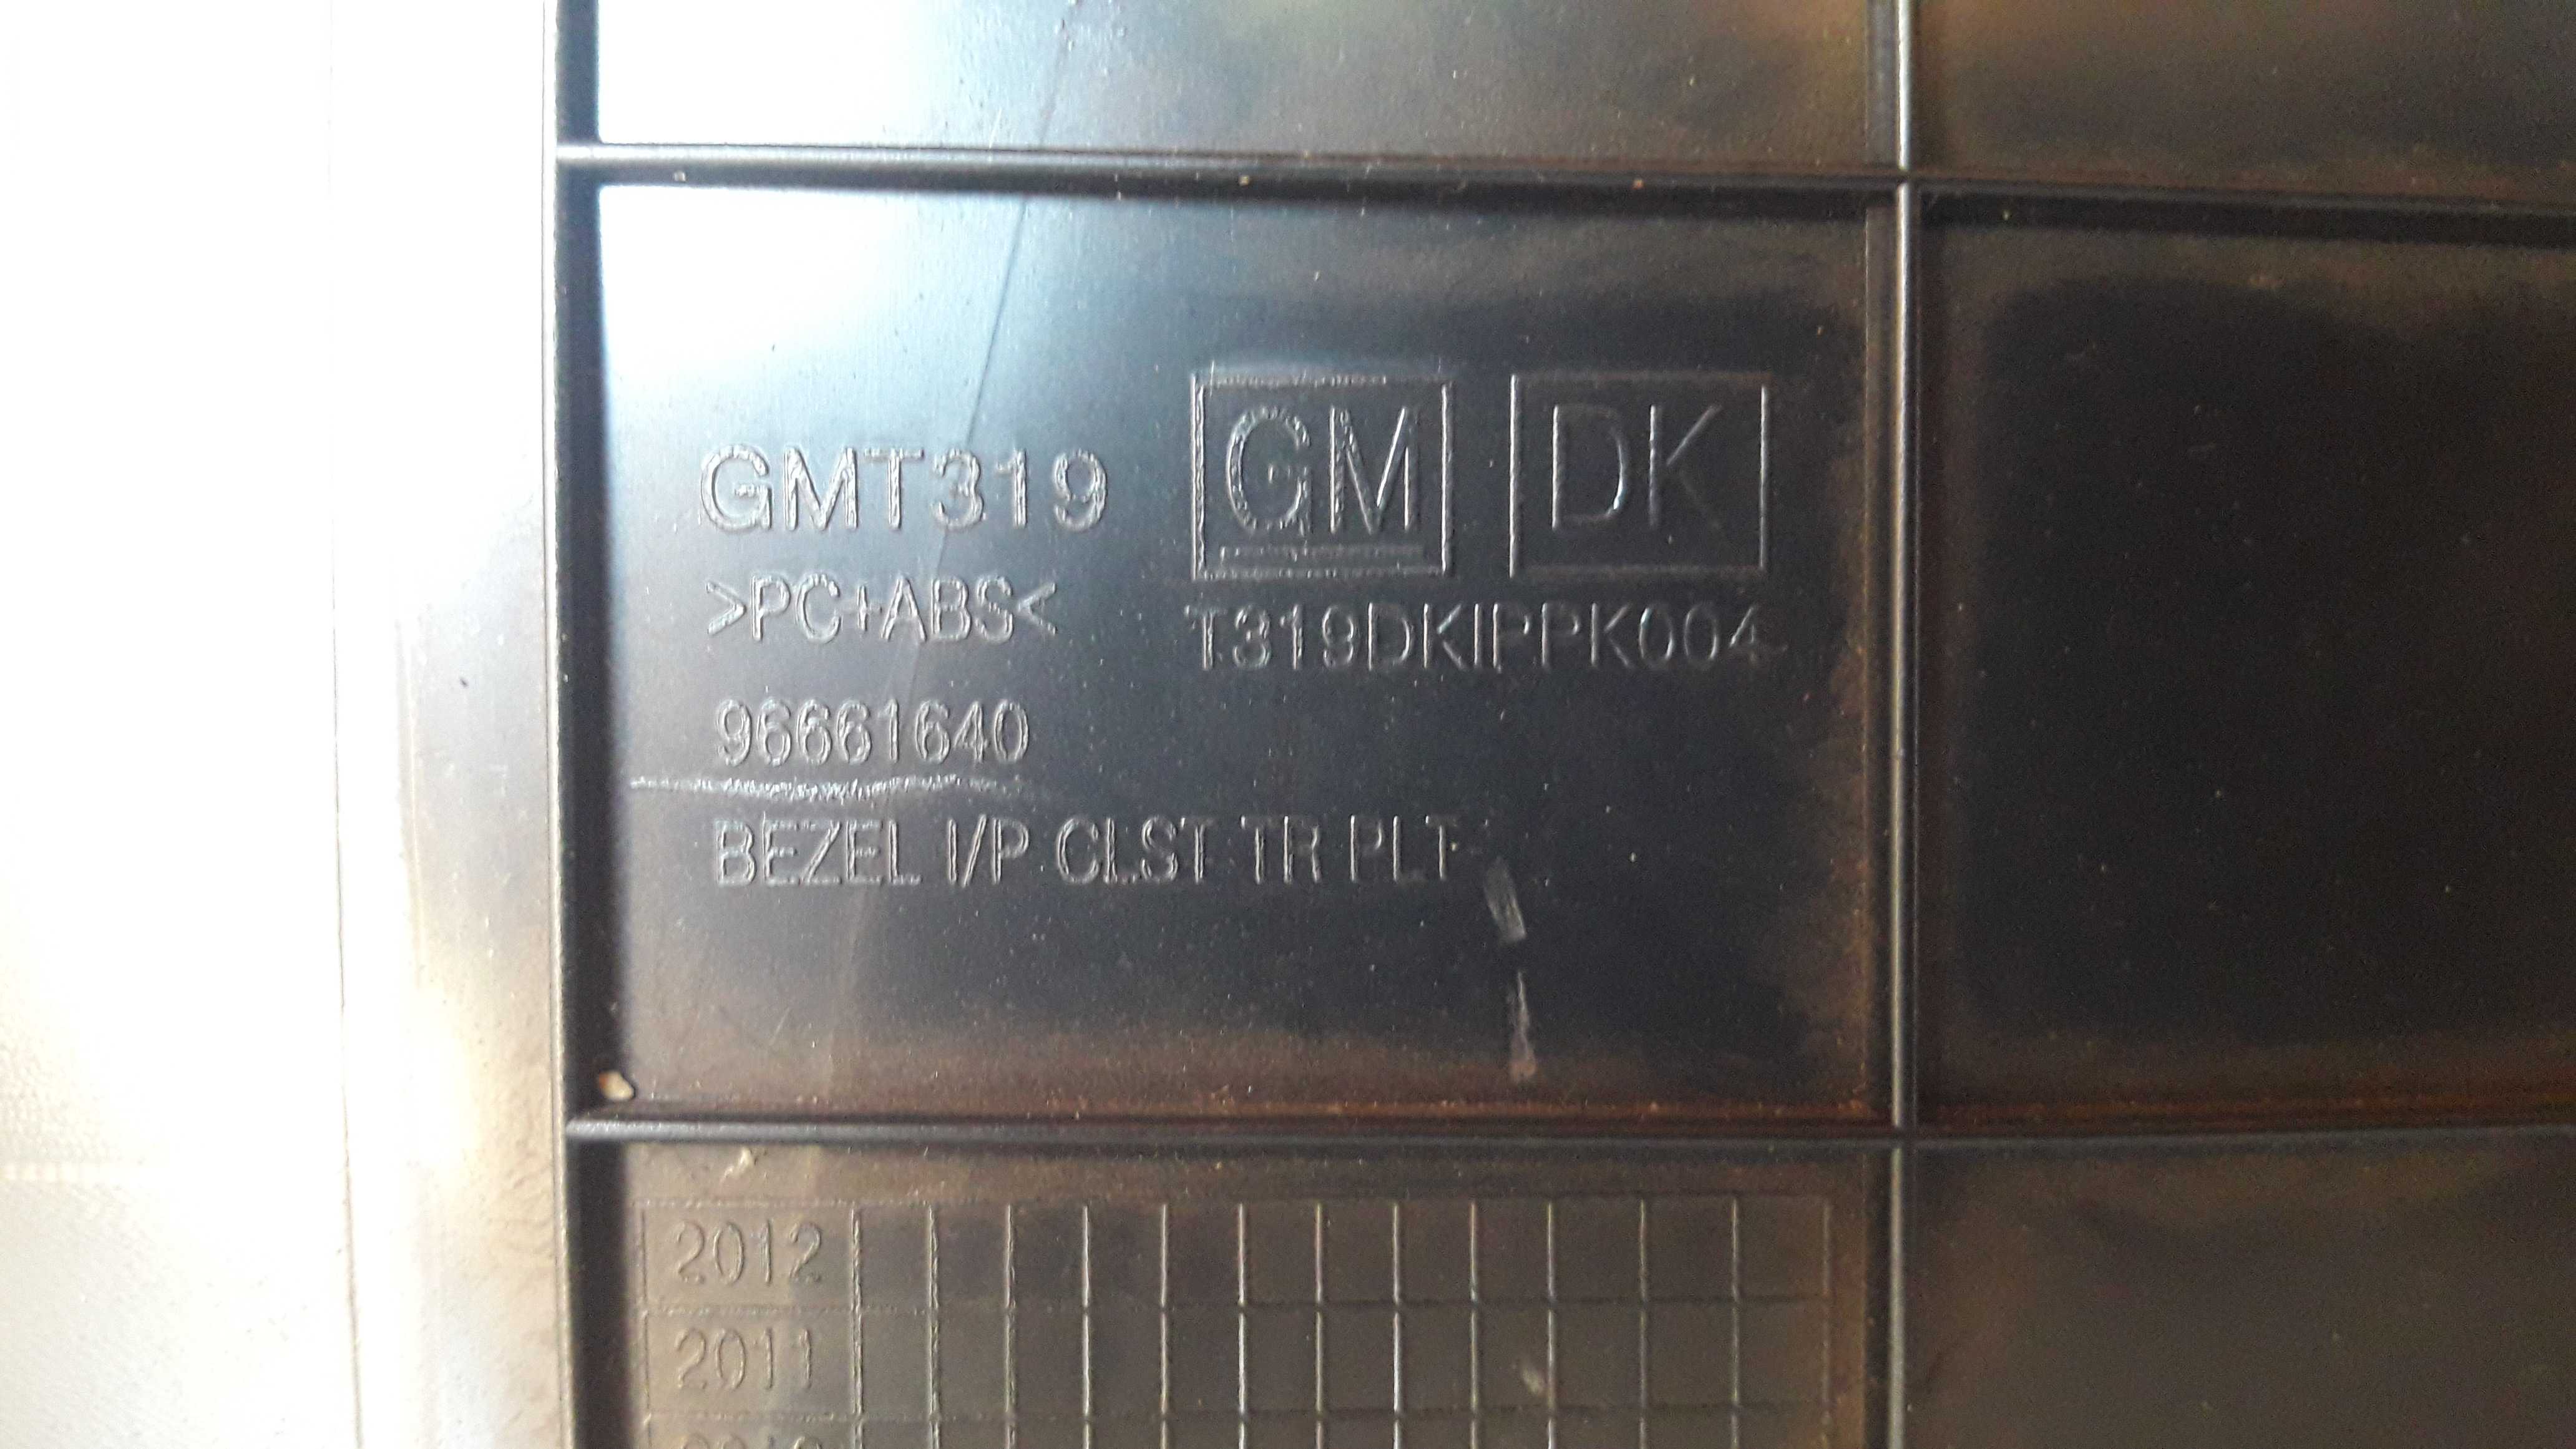 GMT319
GM DK
>PC+ABS<
T319DKIPPK004
96661640
BEZEL I/P CLST TR PLT
2012
2011